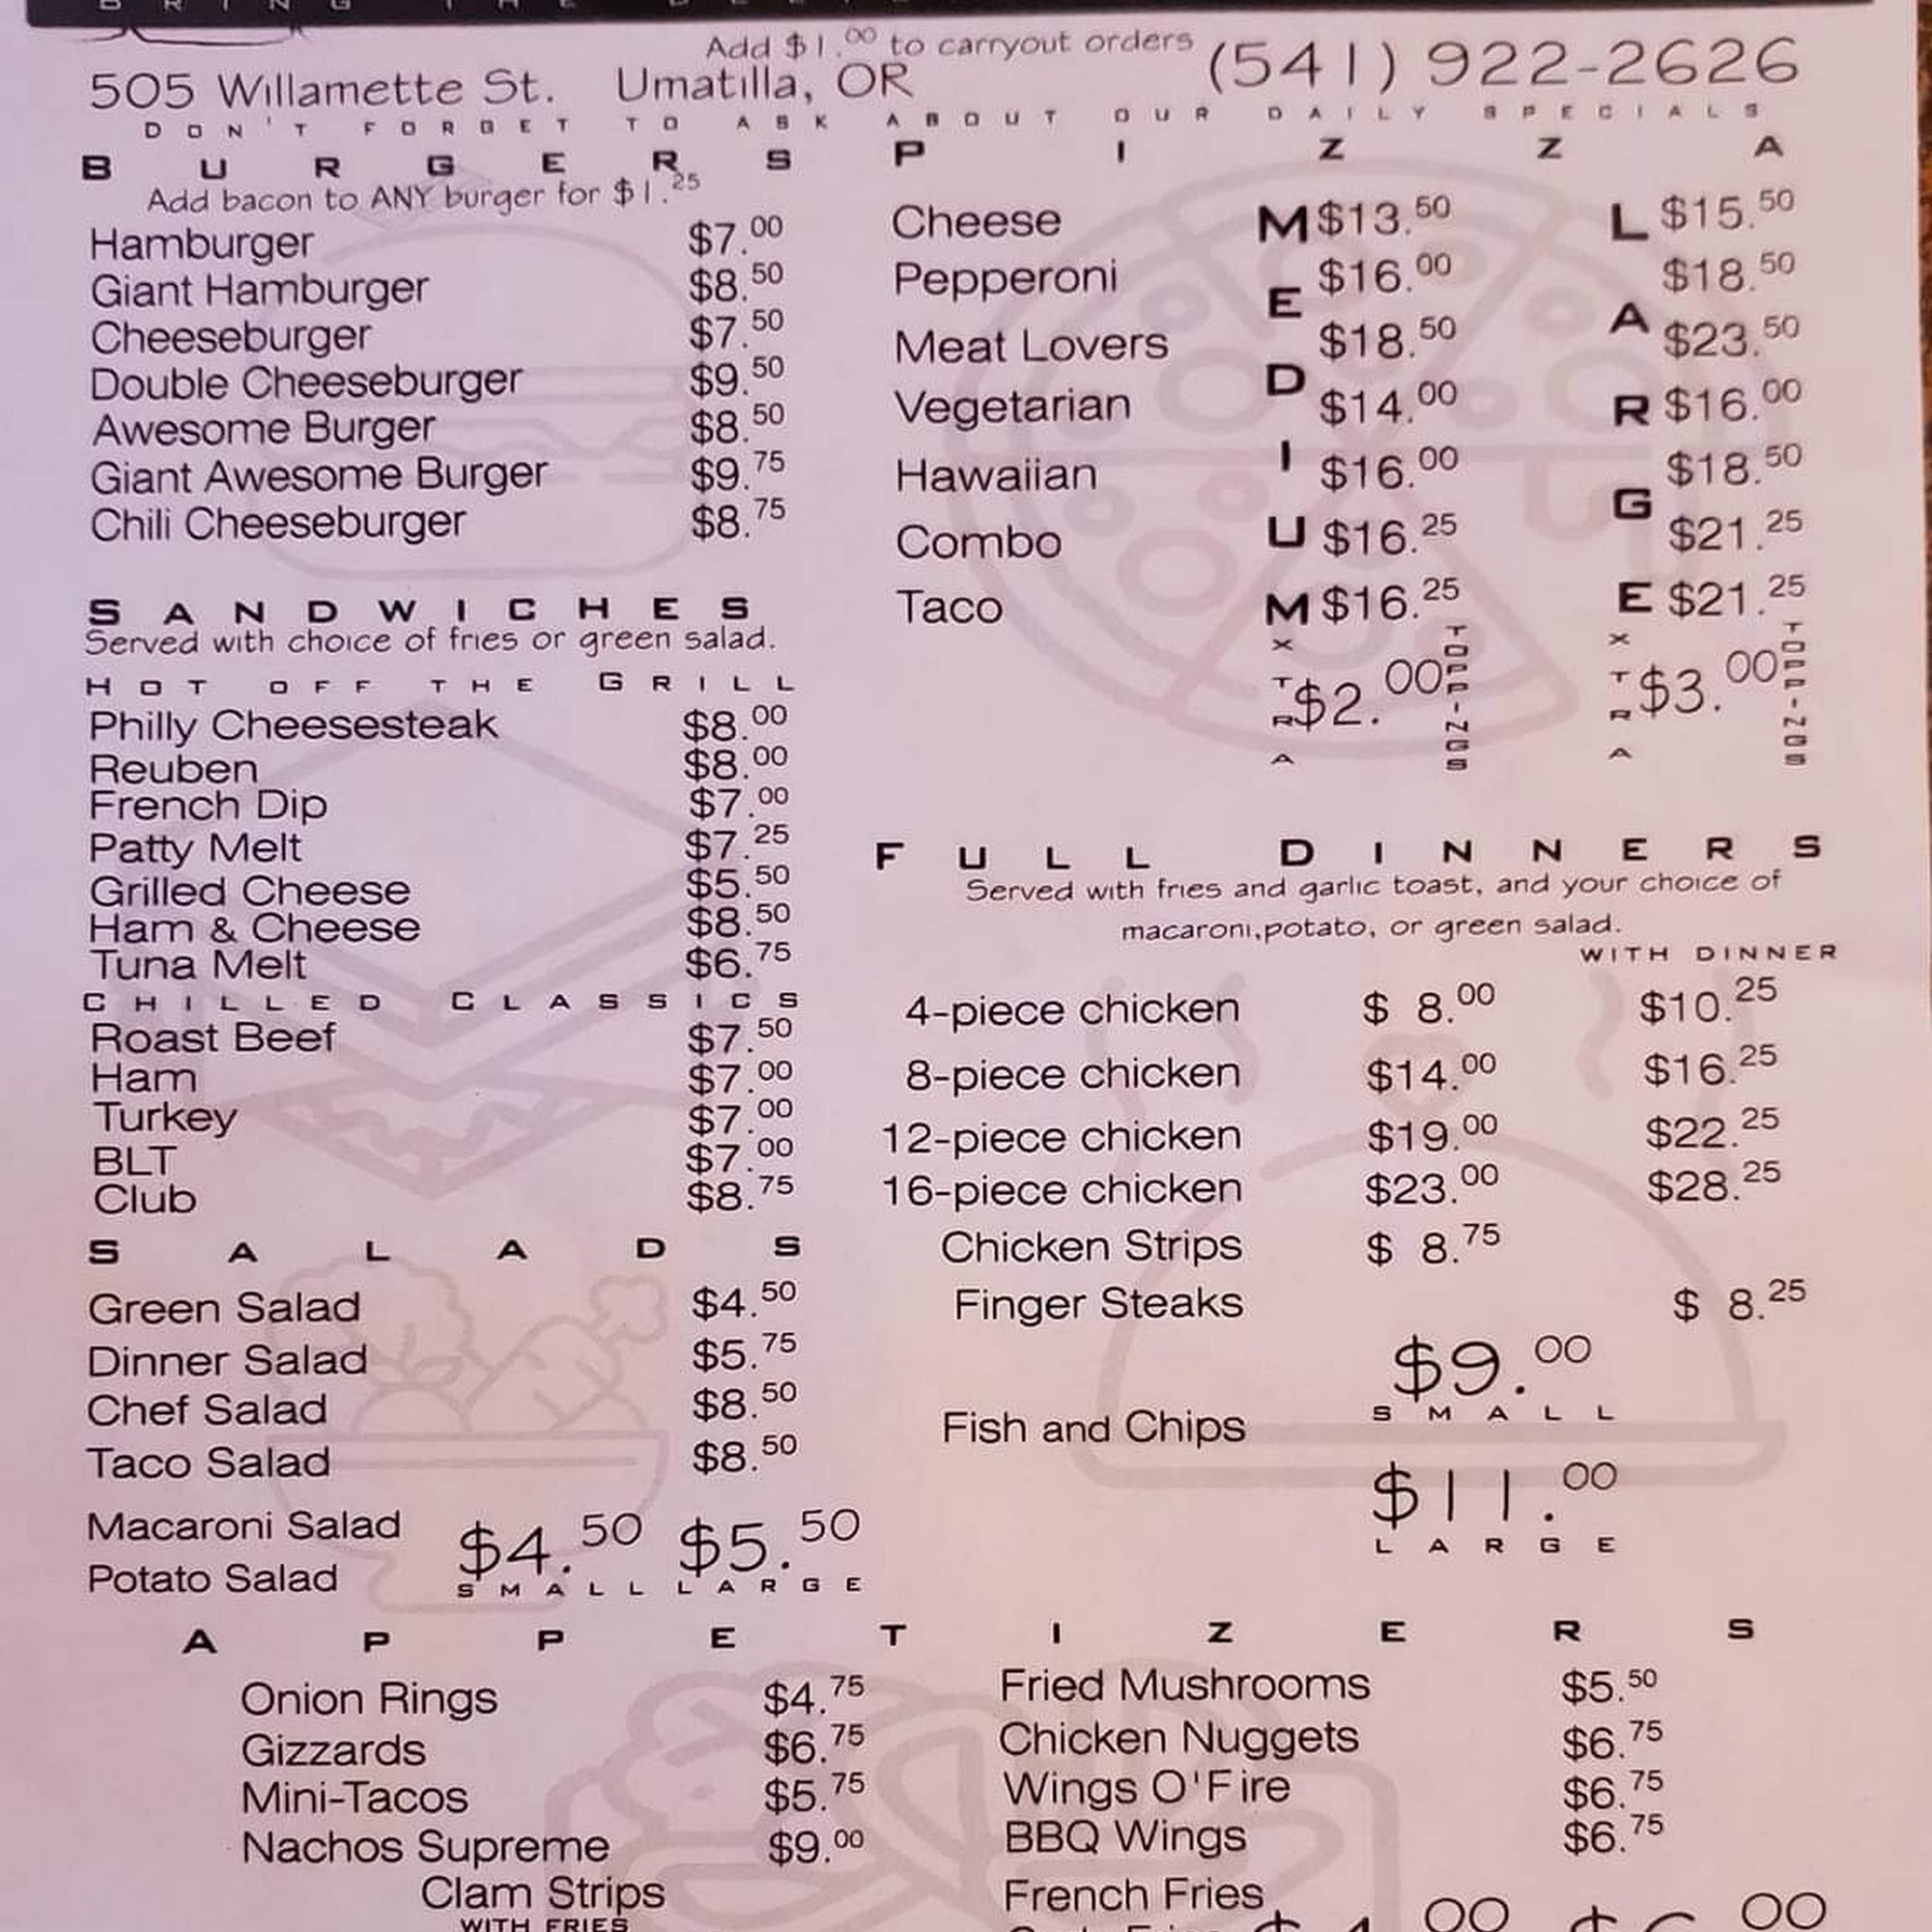 Add $1.00 to carryout orders
505 Willamette St. Umatilla, OR (541) 922-2626
DON'T FORGET TO ASK ABOUT OUR DAILY SPECIALS
BURGERS
Add bacon to ANY burger for $1.25
Hamburger $7.00
Giant Hamburger $8.50
Cheeseburger $7.50
Double Cheeseburger $9.50
Awesome Burger $8.50
Giant Awesome Burger $9.75
Chili Cheeseburger $8.75
SANDWICHES
Served with choice of fries or green salad.
HOT OFF THE GRILL
Philly Cheesesteak $8.00
Reuben $8.00
French Dip $7.00
Patty Melt $7.25
Grilled Cheese $5.50
Ham & Cheese $8.50
Tuna Melt $6.75
CHILLED CLASSICS
Roast Beef $7.50
Ham $7.00
Turkey $7.00
BLT $7.00
Club $8.75
SALADS
Green Salad $4.50
Dinner Salad $5.75
Chef Salad $8.50
Taco Salad $8.50
Macaroni Salad
Potato Salad
$4.50 $5.50
SMALL LARGE
PIZZA
MEDIUM LARGE
Cheese $13.50 $15.50
Pepperoni $16.00 $18.50
Meat Lovers $18.50 $23.50
Vegetarian $14.00 $16.00
Hawaiian $16.00 $18.50
Combo $16.25 $21.25
Taco $16.25 $21.25
XTRA $2.00 TOPPINGS XTRA $3.00 TOPPINGS
FULL DINNERS
Served with fries and garlic toast, and your choice of
macaroni,potato, or green salad.
WITH DINNER
4-piece chicken $ 8.00 $10.25
8-piece chicken $14.00 $16.25
12-piece chicken $19.00 $22.25
16-piece chicken $23.00 $28.25
Chicken Strips $ 8.75
Finger Steaks $ 8.25
$9.00
SMALL
Fish and Chips
$11.00
LARGE
APPETIZERS
Onion Rings $4.75
Gizzards $6.75
Mini-Tacos $5.75
Nachos Supreme $9.00
Clam Strips
WITH FRIES
Fried Mushrooms $5.50
Chicken Nuggets $6.75
Wings O'Fire $6.75
BBQ Wings $6.75
French Fries